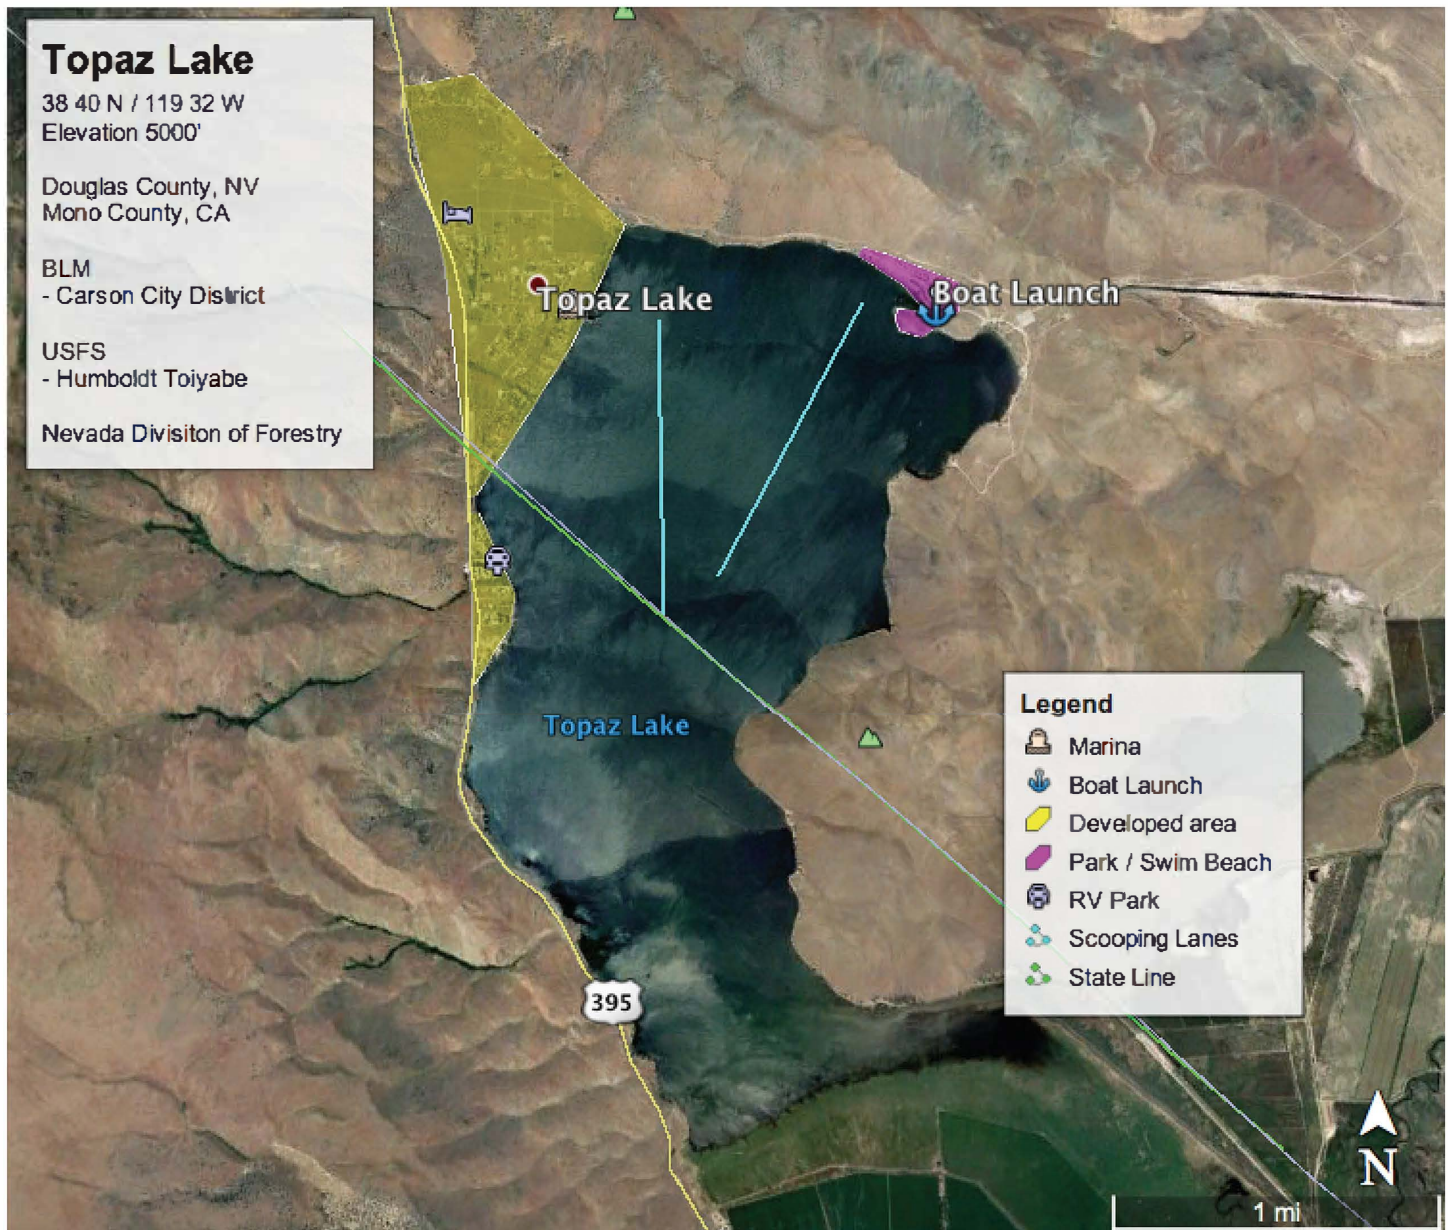 Topaz Lake
38 40 N / 119 32 W
Elevation 5000'
Douglas County, NV
Mono County, CA
BLM
- Carson City District
USFS
- Humboldt Toiyabe
Nevada Divisiton of Forestry
Topaz Lake
Boat Launch
Topaz Lake
395
Legend
Marina
Boat Launch
Developed area
Park / Swim Beach
RV Park
Scooping Lanes
State Line
N
1 mi